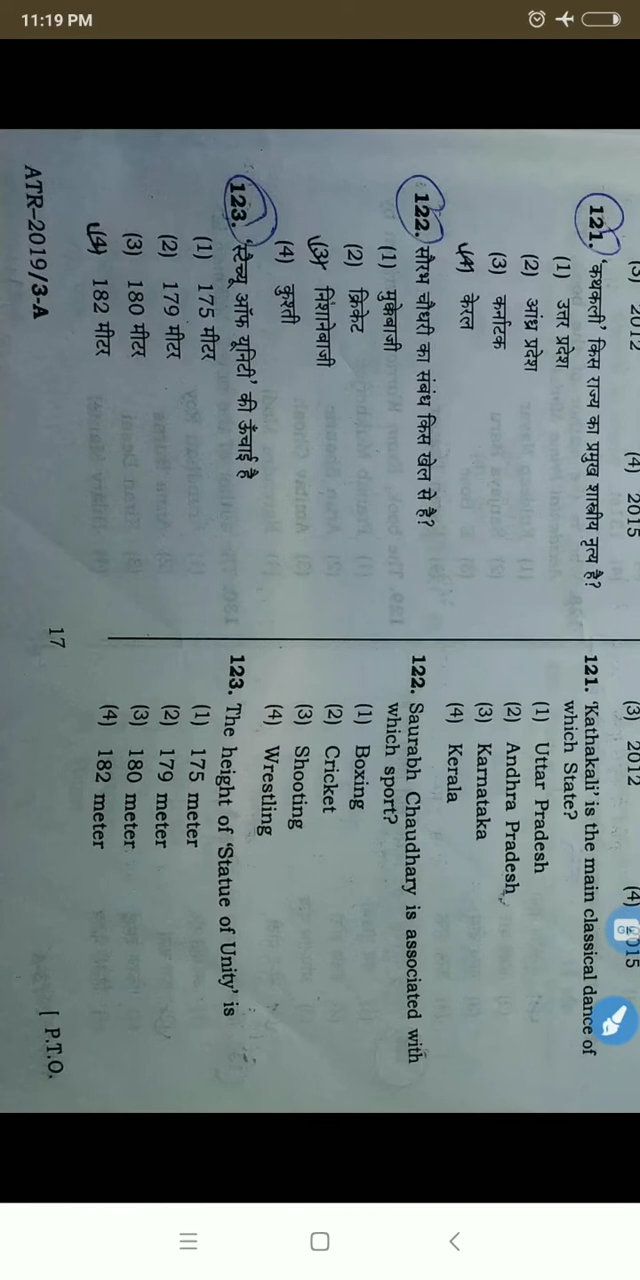 11:19 PM
(3) 2012 (4) 2015
121. 'कथकली' किस राज्य का प्रमुख शास्त्रीय नृत्य है?
(1) उत्तर प्रदेश
(2) आंध्र प्रदेश
(3) कर्नाटक
(4) केरल
122. सौरभ चौधरी का संबंध किस खेल से है?
(1) मुक्केबाजी
(2) क्रिकेट
(3) निशानेबाजी
(4) कुश्ती
123. 'स्टैच्यू ऑफ यूनिटी' की ऊँचाई है
(1) 175 मीटर
(2) 179 मीटर
(3) 180 मीटर
(4) 182 मीटर
(3) 2012 (4) 2015
121. 'Kathakali' is the main classical dance of
which State?
(1) Uttar Pradesh
(2) Andhra Pradesh
(3) Karnataka
(4) Kerala
122. Saurabh Chaudhary is associated with
which sport?
(1) Boxing
(2) Cricket
(3) Shooting
(4) Wrestling
123. The height of 'Statue of Unity' is
(1) 175 meter
(2) 179 meter
(3) 180 meter
(4) 182 meter
ATR–2019/3-A 17 [ P.T.O.